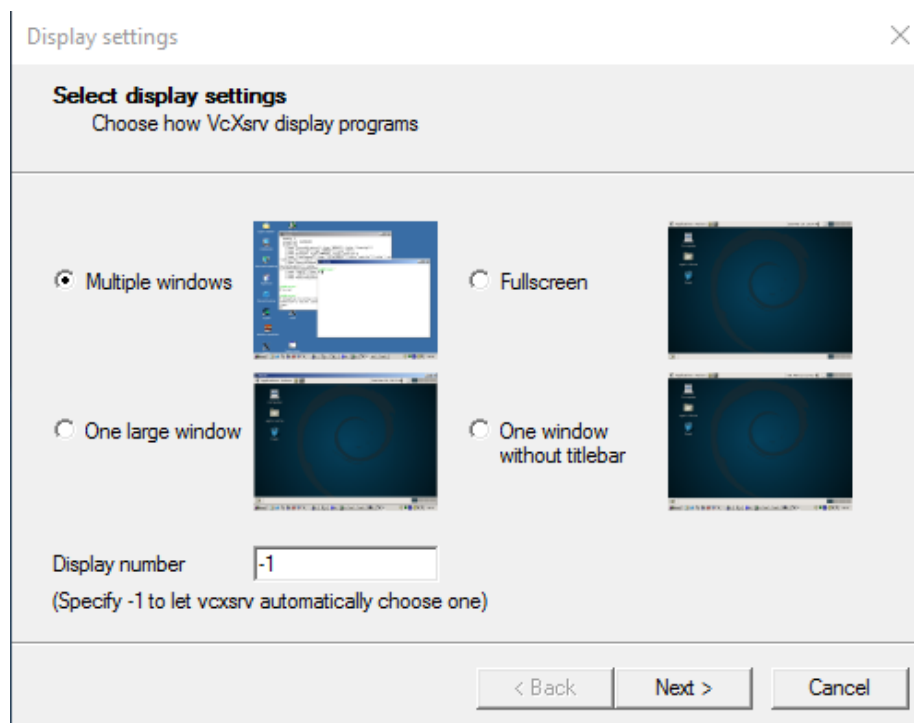 Display settings
Select display settings
Choose how VcXsrv display programs
Multiple windows
Fullscreen
One large window
One window
without titlebar
Display number
-1
(Specify -1 to let vcxsrv automatically choose one)
< Back
Next >
Cancel